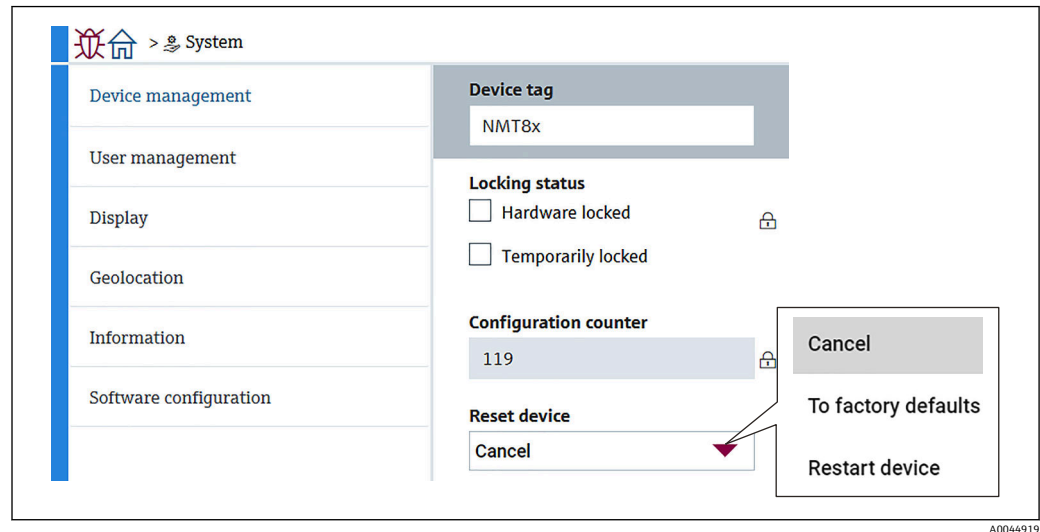 > System
Device management
User management
Display
Geolocation
Information
Software configuration
Device tag
NMT8x
Locking status
Hardware locked
Temporarily locked
Configuration counter
119
Reset device
Cancel
Cancel
To factory defaults
Restart device
A0044919